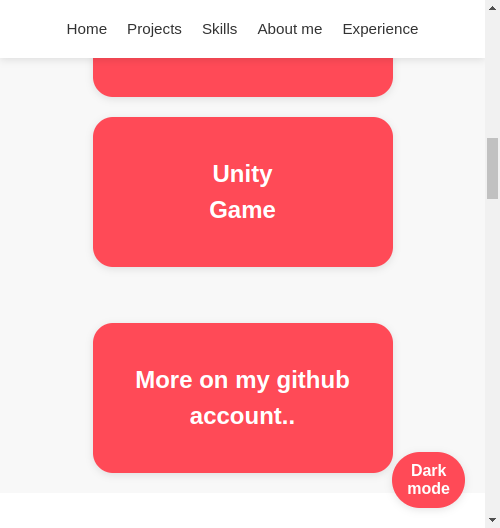 Home Projects Skills About me Experience
Unity
Game
More on my github
account..
Dark
mode